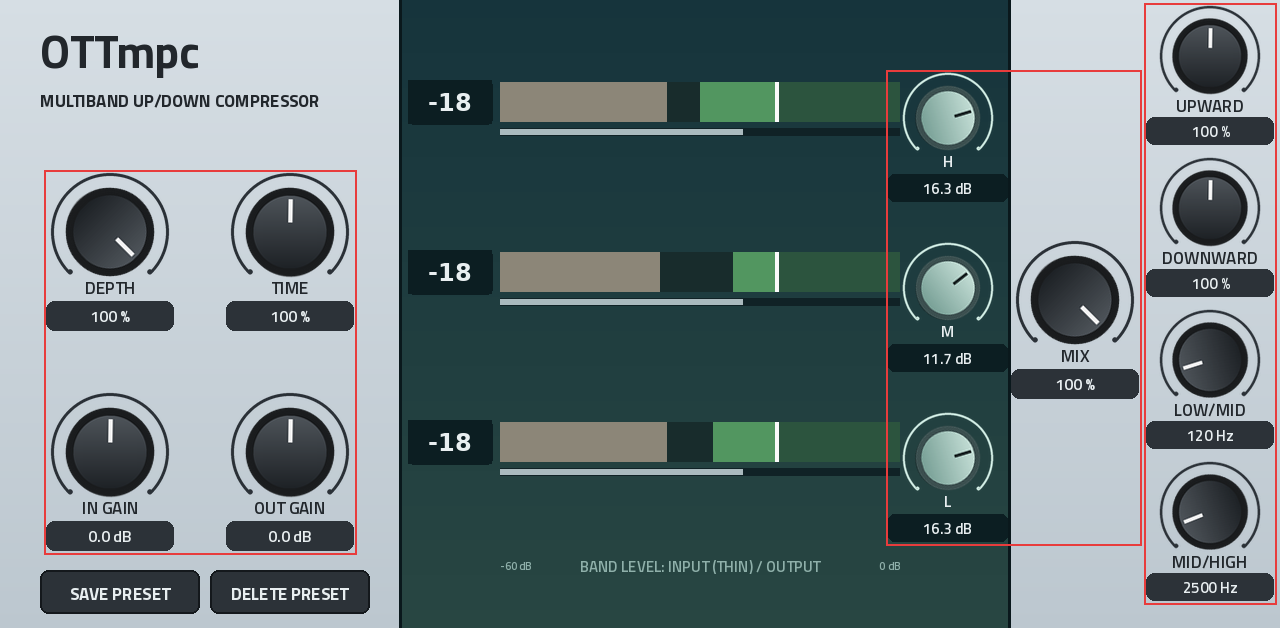 OTTmpc
MULTIBAND UP/DOWN COMPRESSOR
DEPTH
100 %
TIME
100 %
IN GAIN
0.0 dB
OUT GAIN
0.0 dB
SAVE PRESET
DELETE PRESET
-18
H
16.3 dB
-18
M
11.7 dB
-18
L
16.3 dB
-60 dB
BAND LEVEL: INPUT (THIN) / OUTPUT
0 dB
MIX
100 %
UPWARD
100 %
DOWNWARD
100 %
LOW/MID
120 Hz
MID/HIGH
2500 Hz